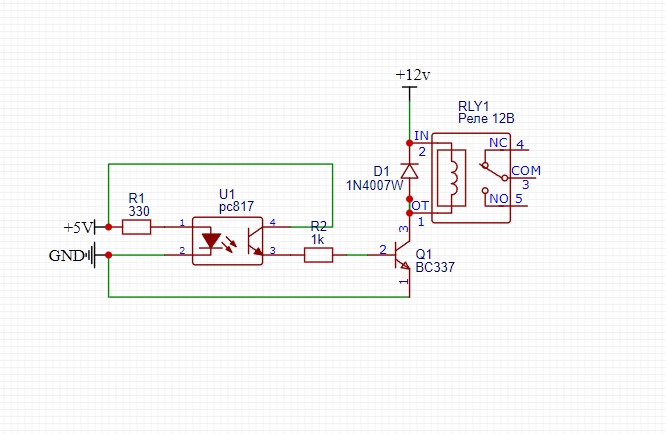 +12v
RLY1
Реле 12В
IN
NC 4
2
D1
1N4007W
COM
3
R1
330
U1
pc817
OT
NO 5
1
+5V
1
4
R2
1k
3
GND
2
3
2
Q1
BC337
1